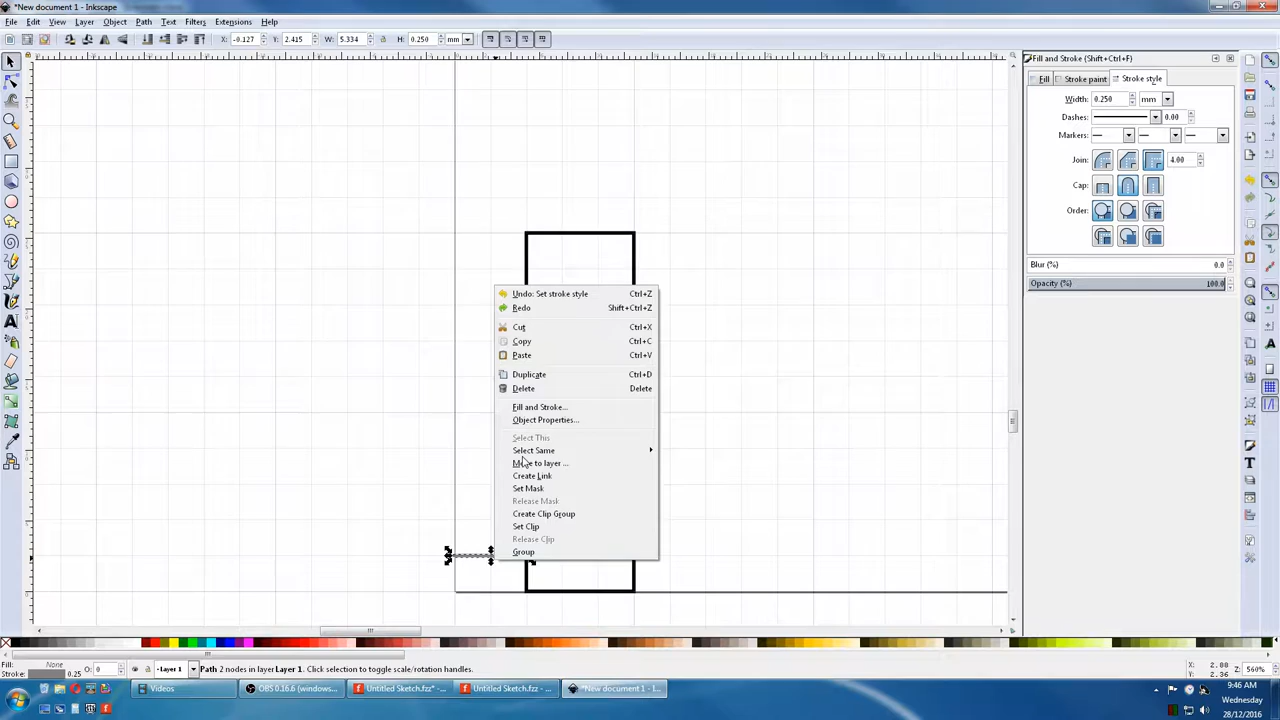 *New document 1 - Inkscape
File Edit View Layer Object Path Text Filters Extensions Help
X: -0.127 Y: 2.415 W: 5.334 H: 0.250 mm
Fill and Stroke (Shift+Ctrl+F)
Fill Stroke paint Stroke style
Width: 0.250 mm
Dashes: 0.00
Markers:
Join: 4.00
Cap:
Order:
Blur (%) 0.0
Opacity (%) 100.0
Undo: Set stroke style Ctrl+Z
Redo Shift+Ctrl+Z
Cut Ctrl+X
Copy Ctrl+C
Paste Ctrl+V
Duplicate Ctrl+D
Delete Delete
Fill and Stroke...
Object Properties...
Select This
Select Same
Move to layer ...
Create Link
Set Mask
Release Mask
Create Clip Group
Set Clip
Release Clip
Group
Fill: None
Stroke: 0.25
O: 0
-Layer 1
Path 2 nodes in layer Layer 1. Click selection to toggle scale/rotation handles.
X: 2.80
Y: 2.36
Z: 560%
Videos
OBS 0.16.6 (windows...
Untitled Sketch.fzz* -...
Untitled Sketch.fzz - ...
*New document 1 - I...
9:46 AM
28/12/2016